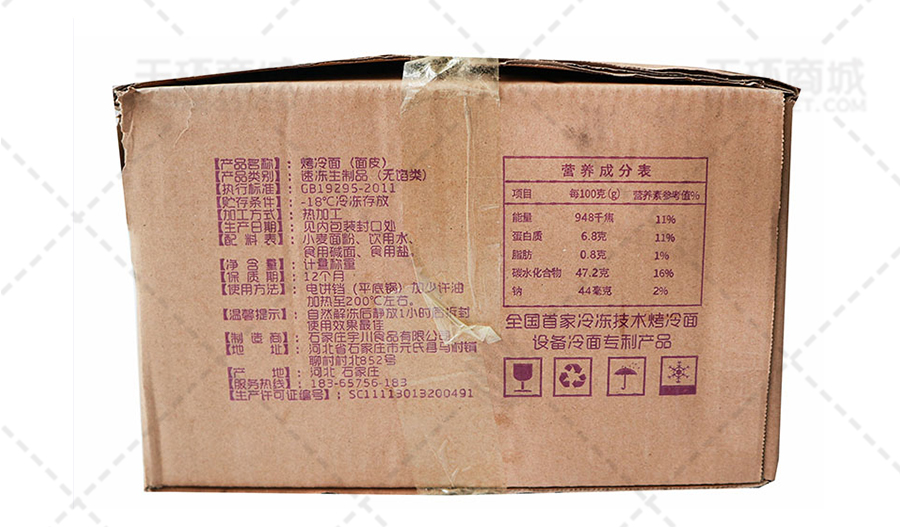 【产品名称】：烤冷面（面皮）
【产品类别】：速冻生制品（无馅类）
【执行标准】：GB19295-2011
【贮存条件】：-18℃冷冻存放
【加工方式】：热加工
【生产日期】：见内包装封口处
【配 料 表】：小麦面粉、饮用水、
食用碱面、食用盐。
【净 含 量】：计量称重
【保 质 期】：12个月
【使用方法】：电饼铛（平底锅）加少许油
加热至200℃左右。
【温馨提示】：自然解冻后静放1小时后拆封
使用效果最佳
【制 造 商】：石家庄宇川食品有限公司
【地 址】：河北省石家庄市元氏县马村镇
聊村村北852号
【产 地】：河北 石家庄
【服务热线】：183-65756-183
【生产许可证编号】：SC11113013200491
营养成分表
项目 每100克(g) 营养素参考值%
能量 948千焦 11%
蛋白质 6.8克 11%
脂肪 0.8克 1%
碳水化合物 47.2克 16%
钠 44毫克 2%
全国首家冷冻技术烤冷面
设备冷面专利产品